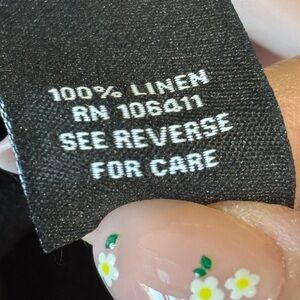 100% LINEN
RN 106411
SEE REVERSE
FOR CARE